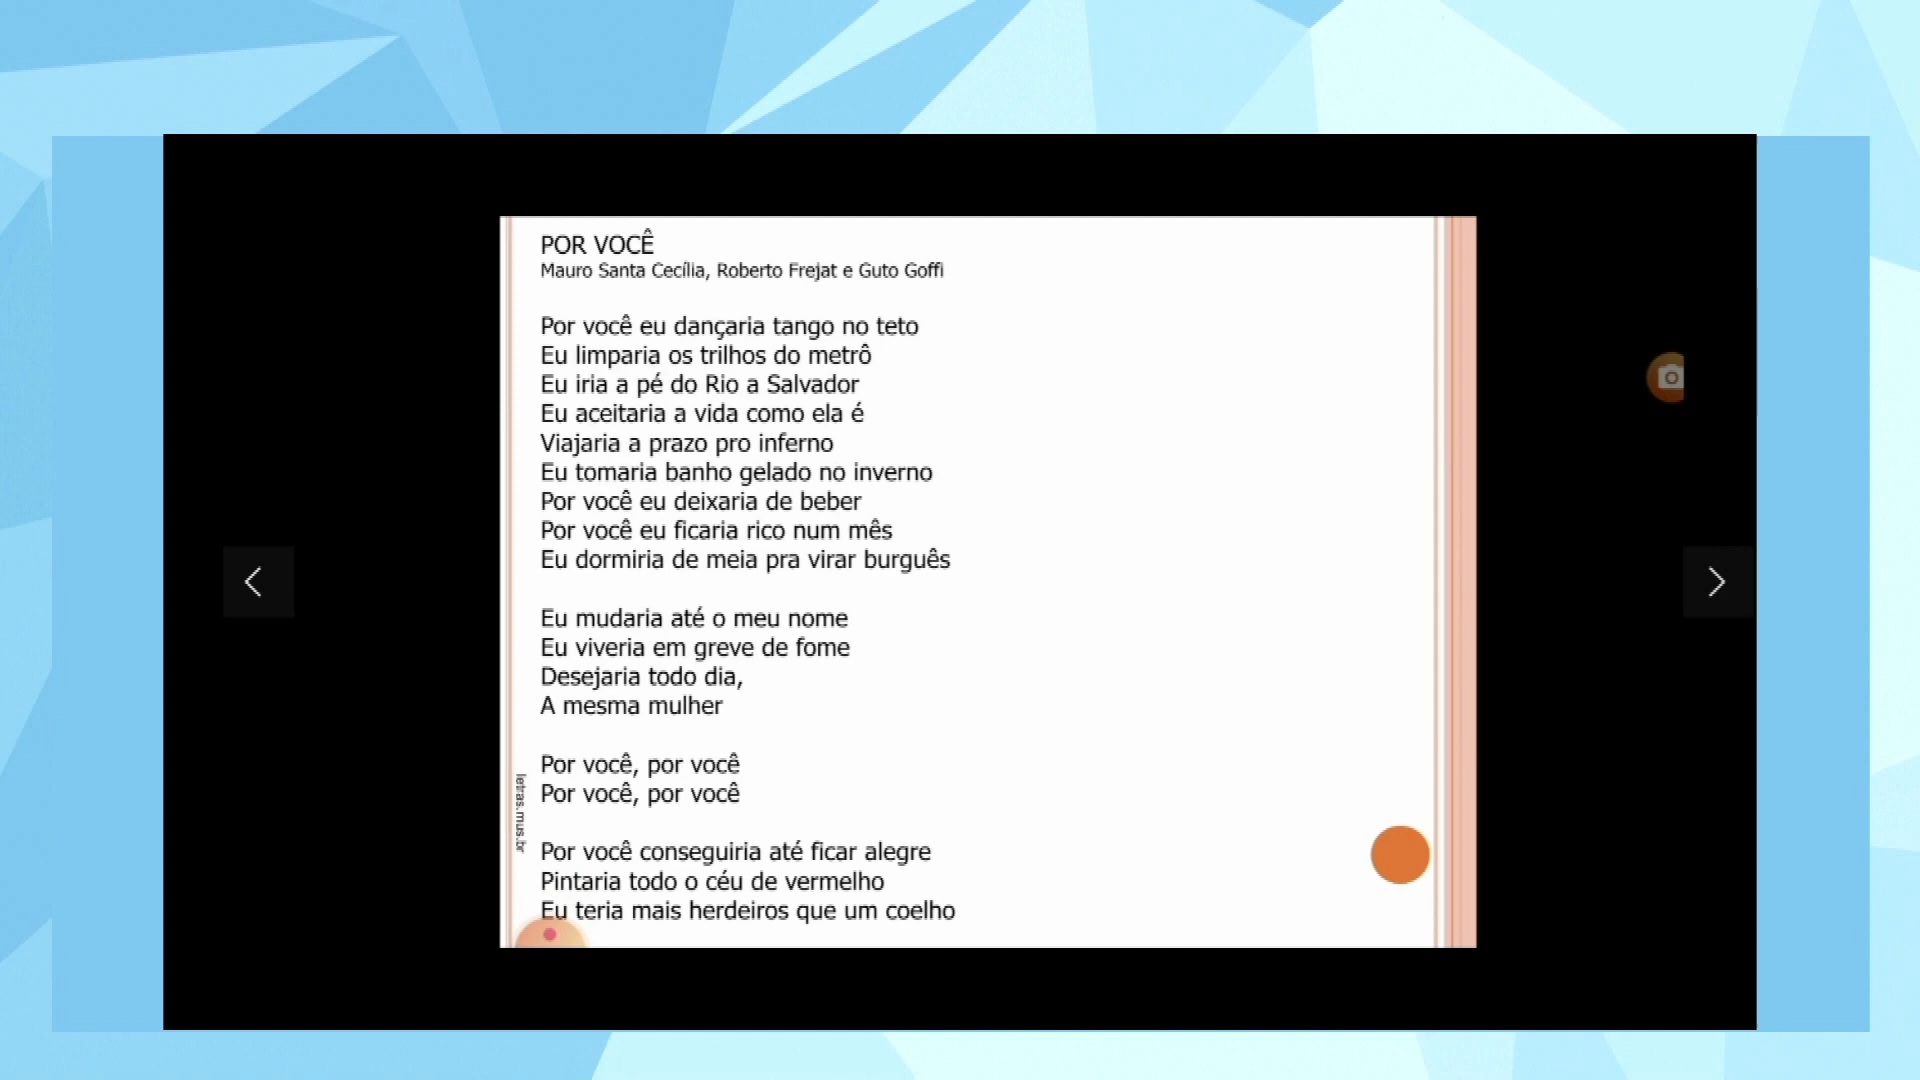 POR VOCÊ
Mauro Santa Cecília, Roberto Frejat e Guto Goffi
Por você eu dançaria tango no teto
Eu limparia os trilhos do metrô
Eu iria a pé do Rio a Salvador
Eu aceitaria a vida como ela é
Viajaria a prazo pro inferno
Eu tomaria banho gelado no inverno
Por você eu deixaria de beber
Por você eu ficaria rico num mês
Eu dormiria de meia pra virar burguês
Eu mudaria até o meu nome
Eu viveria em greve de fome
Desejaria todo dia,
A mesma mulher
Por você, por você
Por você, por você
Por você conseguiria até ficar alegre
Pintaria todo o céu de vermelho
Eu teria mais herdeiros que um coelho
letras.mus.br